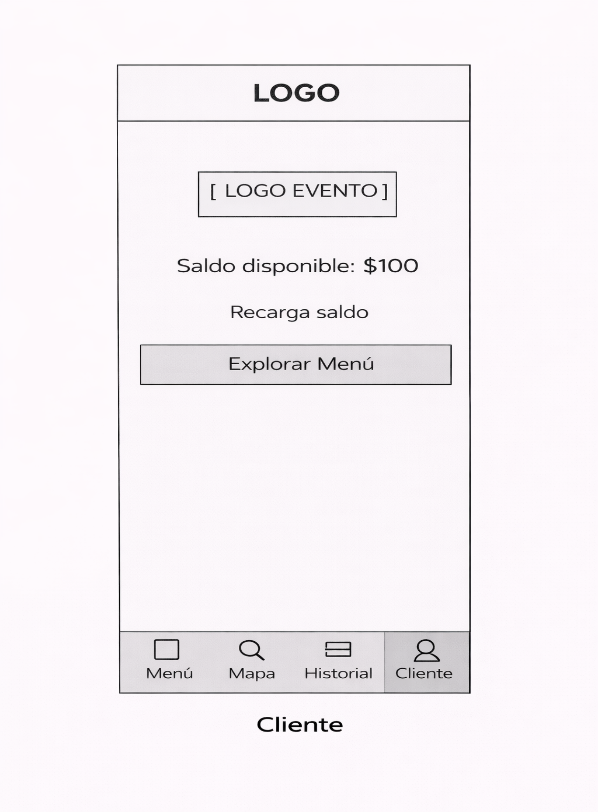 LOGO
[ LOGO EVENTO ]
Saldo disponible: $100
Recarga saldo
Explorar Menú
Menú Mapa Historial Cliente
Cliente